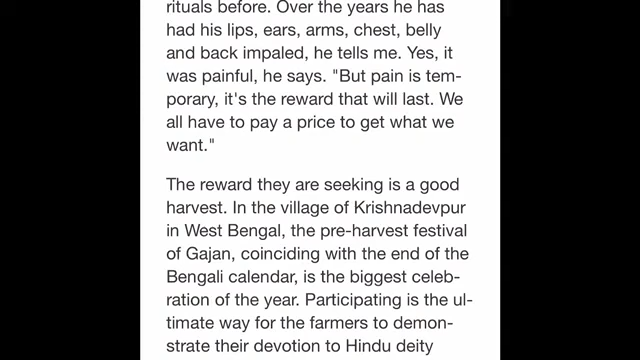 rituals before. Over the years he has
had his lips, ears, arms, chest, belly
and back impaled, he tells me. Yes, it
was painful, he says. "But pain is tem-
porary, it's the reward that will last. We
all have to pay a price to get what we
want."
The reward they are seeking is a good
harvest. In the village of Krishnadevpur
in West Bengal, the pre-harvest festival
of Gajan, coinciding with the end of the
Bengali calendar, is the biggest celeb-
ration of the year. Participating is the ul-
timate way for the farmers to demon-
strate their devotion to Hindu deity